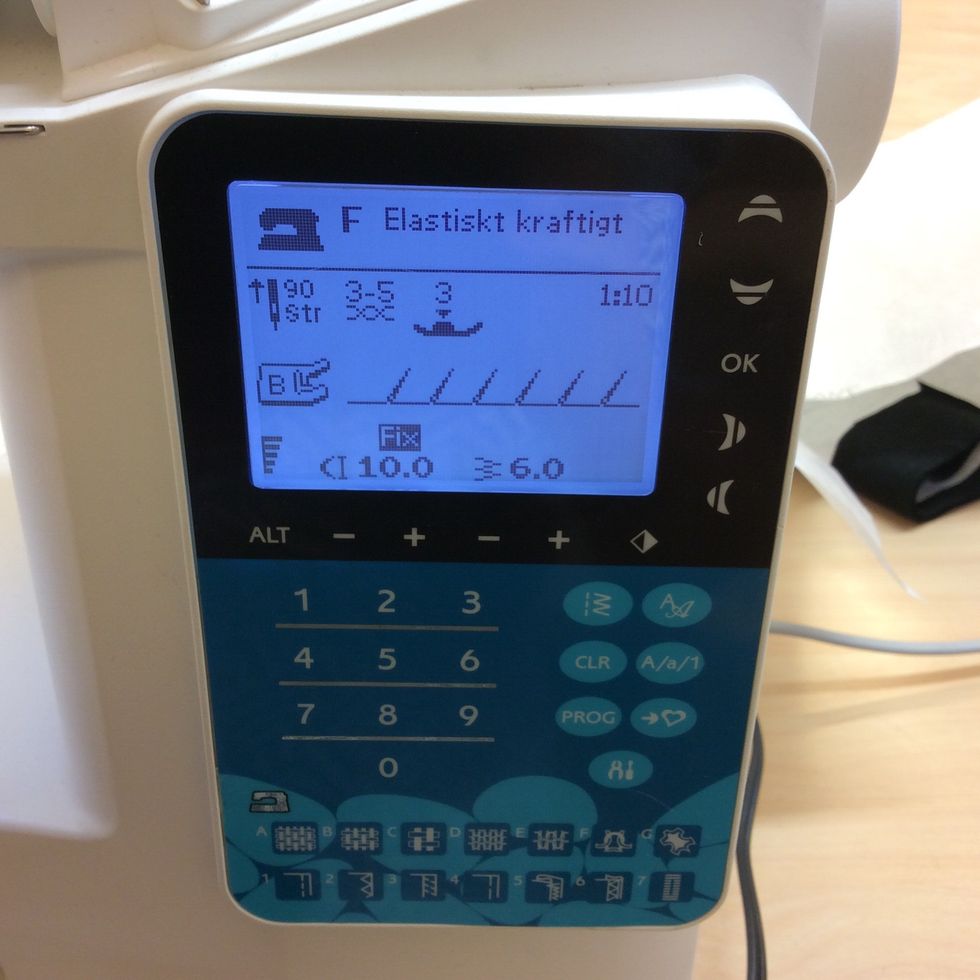 F Elastiskt kraftigt
90 3-5 3 1:10
Str
B
Fix
10.0 6.0
OK
ALT - + - +
1 2 3
4 5 6
CLR A/a/1
7 8 9
PROG
0
A B C D E F G
1 2 3 4 5 6 7